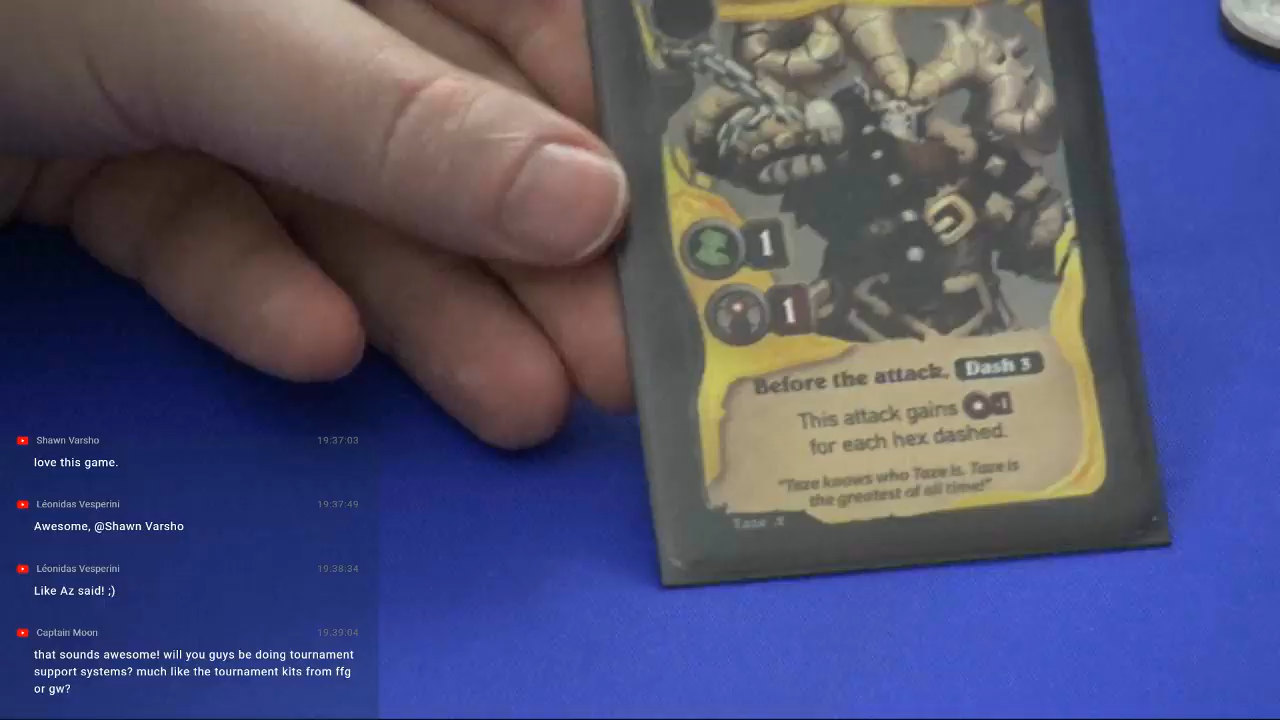 1
1
Before the attack, Dash 3
This attack gains -1
for each hex dashed.
"Taze knows who Taze is. Taze is
the greatest of all time!"
Shawn Varsho 19:37:03
love this game.
Léonidas Vesperini 19:37:49
Awesome, @Shawn Varsho
Léonidas Vesperini 19:38:34
Like Az said! ;)
Captain Moon 19:39:04
that sounds awesome! will you guys be doing tournament
support systems? much like the tournament kits from ffg
or gw?